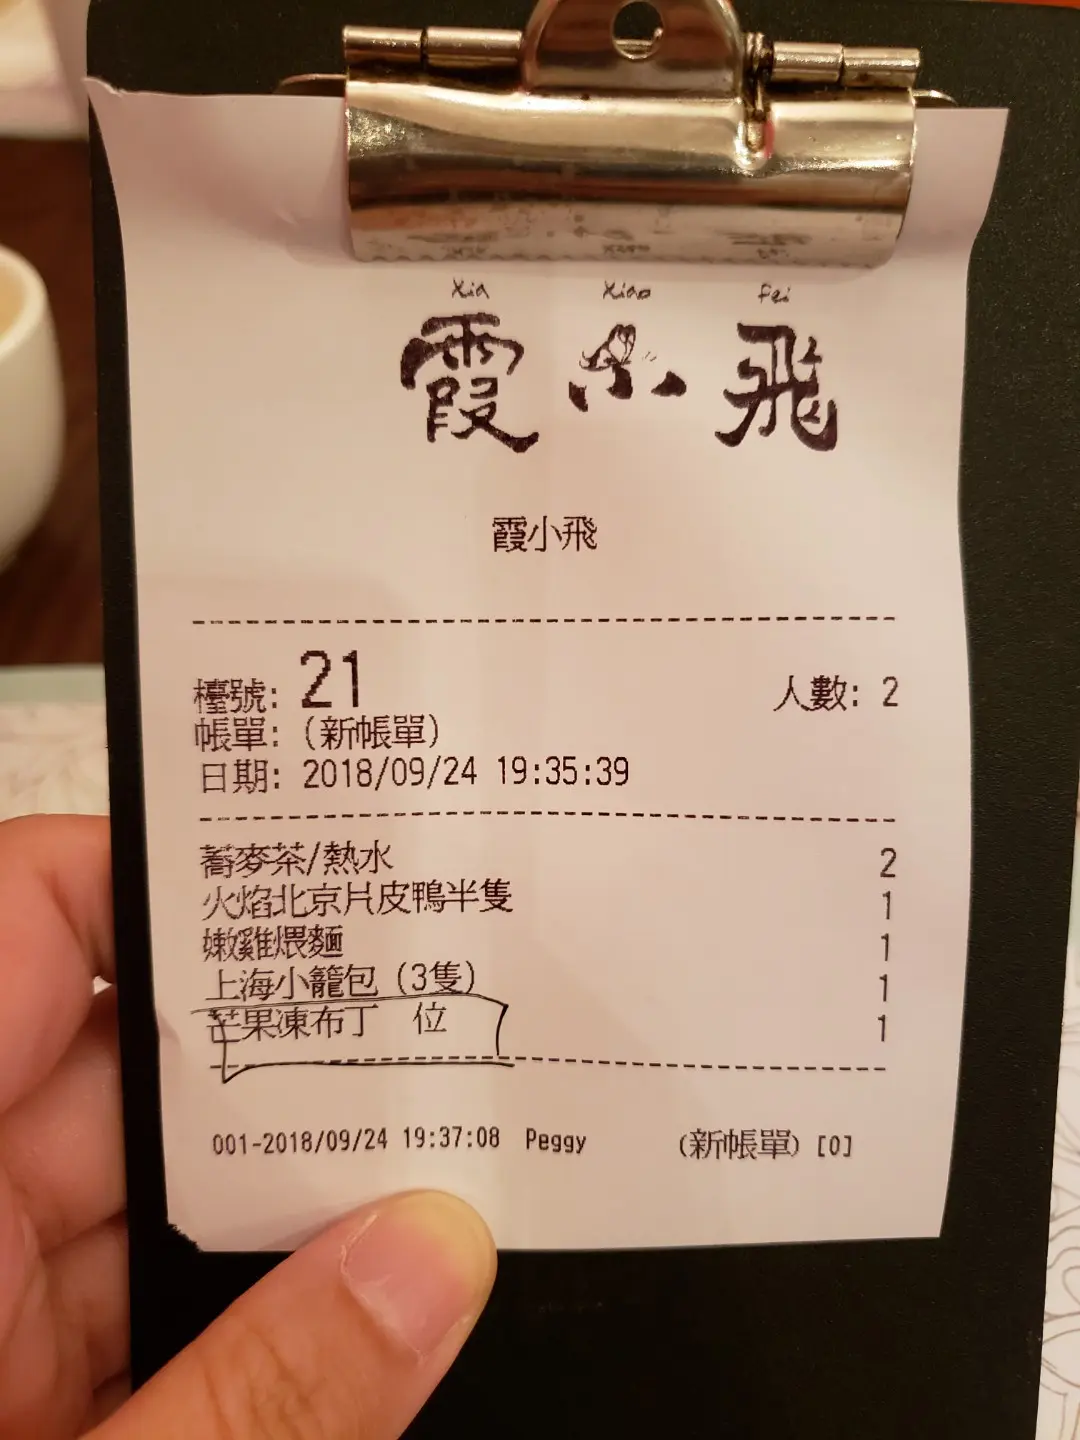 Xia Xiao Fei
霞小飛
霞小飛
檯號: 21 人數: 2
帳單: (新帳單)
日期: 2018/09/24 19:35:39
蕎麥茶/熱水 2
火焰北京片皮鴨半隻 1
嫩雞煨麵 1
上海小籠包 (3隻) 1
芒果凍布丁 位 1
001-2018/09/24 19:37:08 Peggy (新帳單) [0]